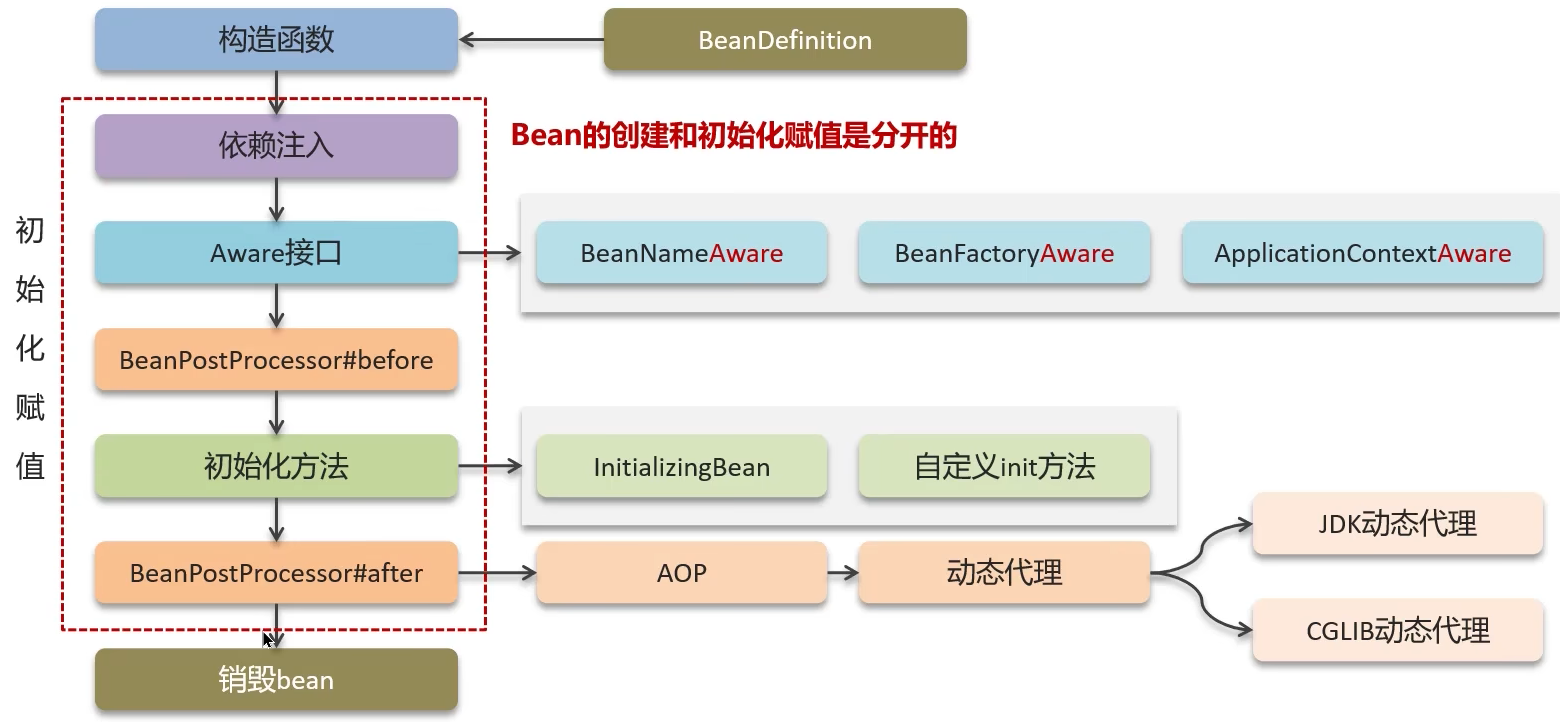 构造函数
BeanDefinition
依赖注入
Bean的创建和初始化赋值是分开的
初始化赋值
Aware接口
BeanNameAware
BeanFactoryAware
ApplicationContextAware
BeanPostProcessor#before
初始化方法
InitializingBean
自定义init方法
BeanPostProcessor#after
AOP
动态代理
JDK动态代理
CGLIB动态代理
销毁bean